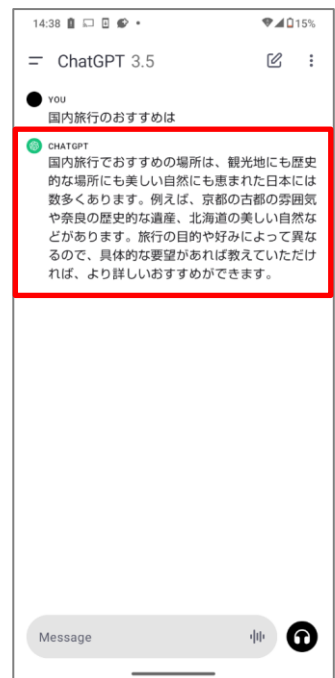 14:38
15%
ChatGPT 3.5
YOU
国内旅行のおすすめは
CHATGPT
国内旅行でおすすめの場所は、観光地にも歴史
的な場所にも美しい自然にも恵まれた日本には
数多くあります。例えば、京都の古都の雰囲気
や奈良の歴史的な遺産、北海道の美しい自然な
どがあります。旅行の目的や好みによって異な
るので、具体的な要望があれば教えていただけ
れば、より詳しいおすすめができます。
Message